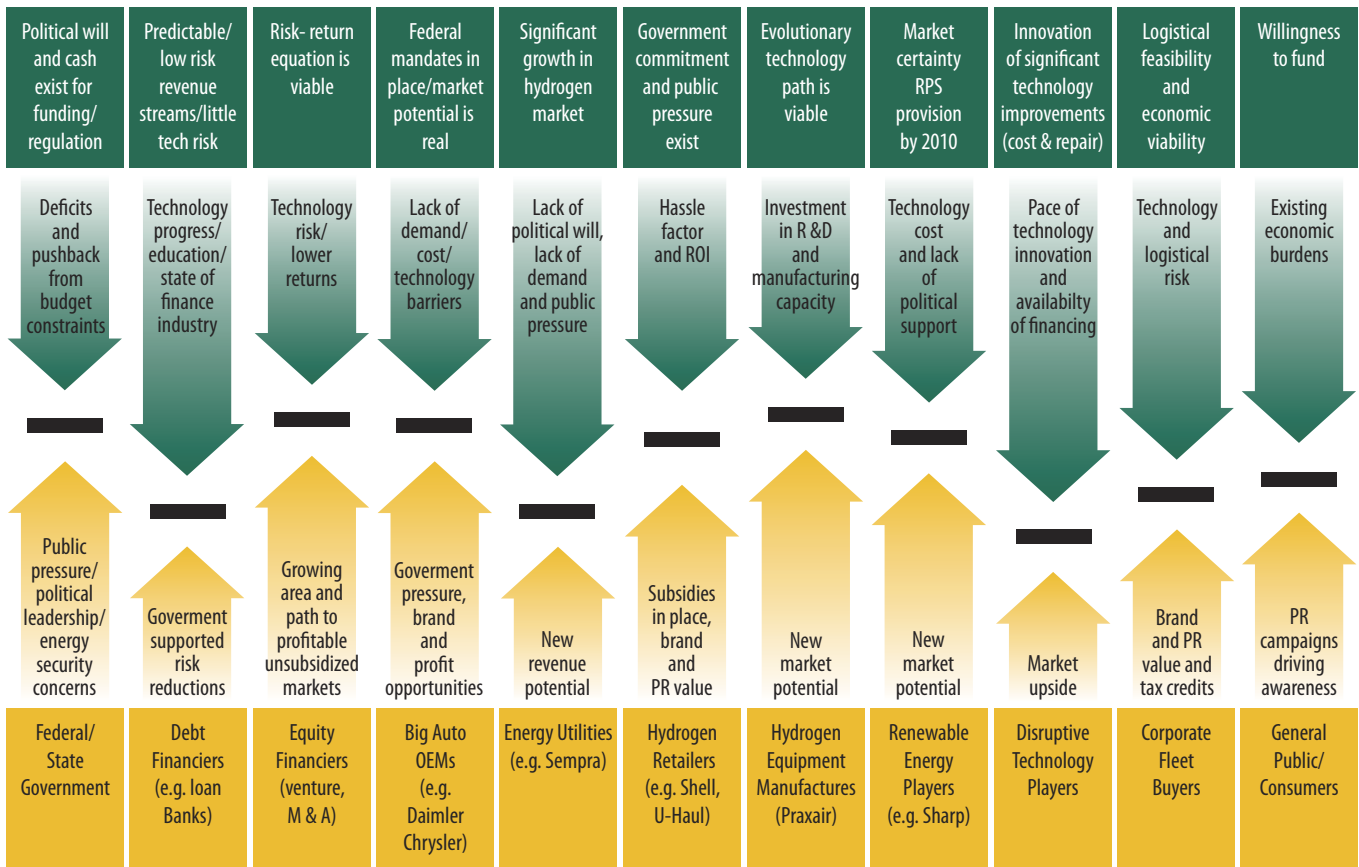 Political will
and cash
exist for
funding/
regulation
Predictable/
low risk
revenue
streams/little
tech risk
Risk- return
equation is
viable
Federal
mandates in
place/market
potential is
real
Significant
growth in
hydrogen
market
Government
commitment
and public
pressure
exist
Evolutionary
technology
path is
viable
Market
certainty
RPS
provision
by 2010
Innovation
of significant
technology
improvements
(cost & repair)
Logistical
feasibility
and
economic
viability
Willingness
to fund
Deficits
and
pushback
from
budget
constraints
Technology
progress/
education/
state of
finance
industry
Technology
risk/
lower
returns
Lack of
demand/
cost/
technology
barriers
Lack of
political will,
lack of
demand
and public
pressure
Hassle
factor
and ROI
Investment
in R &D
and
manufacturing
capacity
Technology
cost
and lack
of
political
support
Pace of
technology
innovation
and
availabilty
of financing
Technology
and
logistical
risk
Existing
economic
burdens
Public
pressure/
political
leadership/
energy
security
concerns
Goverment
supported
risk
reductions
Growing
area and
path to
profitable
unsubsidized
markets
Goverment
pressure,
brand
and
profit
opportunities
New
revenue
potential
Subsidies
in place,
brand
and
PR value
New
market
potential
New
market
potential
Market
upside
Brand
and PR
value and
tax credits
PR
campaigns
driving
awareness
Federal/
State
Government
Debt
Financiers
(e.g. loan
Banks)
Equity
Financiers
(venture,
M & A)
Big Auto
OEMs
(e.g.
Daimler
Chrysler)
Energy Utilities
(e.g. Sempra)
Hydrogen
Retailers
(e.g. Shell,
U-Haul)
Hydrogen
Equipment
Manufactures
(Praxair)
Renewable
Energy
Players
(e.g. Sharp)
Disruptive
Technology
Players
Corporate
Fleet
Buyers
General
Public/
Consumers